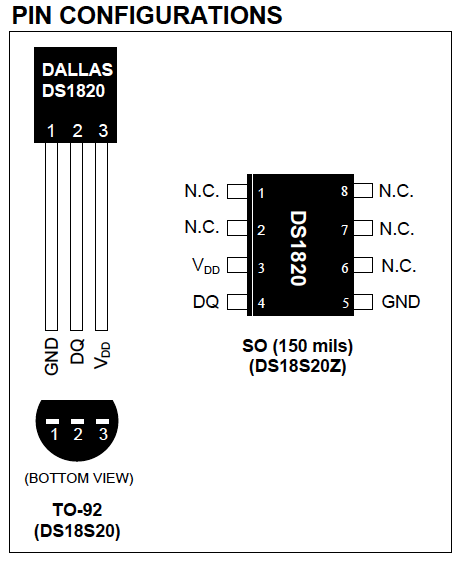 PIN CONFIGURATIONS
DALLAS
DS1820
1 2 3
GND DQ VDD
1 2 3
(BOTTOM VIEW)
TO-92
(DS18S20)
N.C. 1 8 N.C.
N.C. 2 7 N.C.
VDD 3 6 N.C.
DQ 4 5 GND
DS1820
SO (150 mils)
(DS18S20Z)